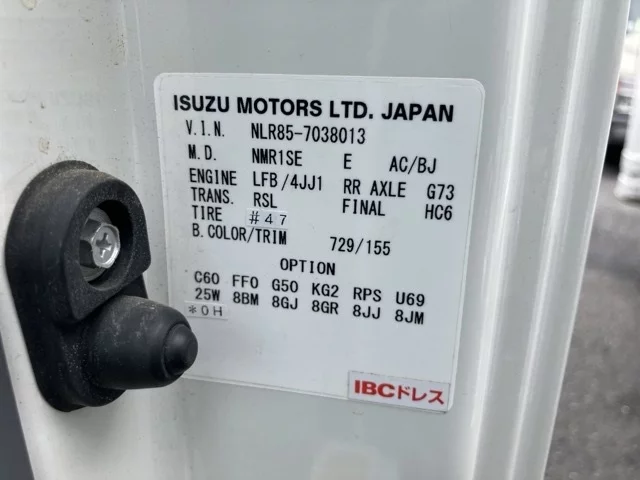 ISUZU MOTORS LTD. JAPAN
V.I.N. NLR85-7038013
M.D. NMR1SE E AC/BJ
ENGINE LFB/4JJ1 RR AXLE G73
TRANS. RSL FINAL HC6
TIRE #47
B.COLOR/TRIM 729/155
OPTION
C60 FF0 G50 KG2 RPS U69
25W 8BM 8GJ 8GR 8JJ 8JM
*0H
IBCドレス